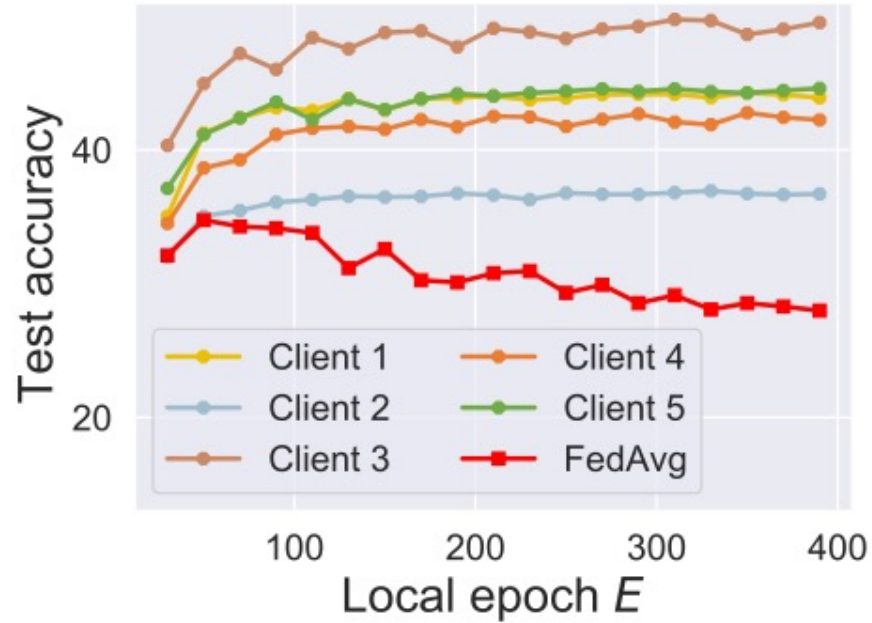 Test accuracy
40
20
Client 1
Client 2
Client 3
Client 4
Client 5
FedAvg
100 200 300 400
Local epoch E